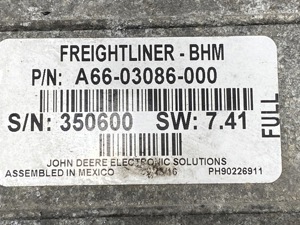 FREIGHTLINER - BHM
P/N: A66-03086-000
S/N: 350600 SW: 7.41
FULL
JOHN DEERE ELECTRONIC SOLUTIONS
ASSEMBLED IN MEXICO PH90226911